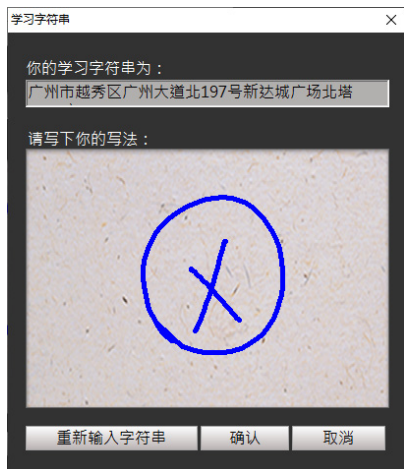 学习字符串
你的学习字符串为：
广州市越秀区广州大道北197号新达城广场北塔
请写下你的写法：
重新输入字符串 确认 取消